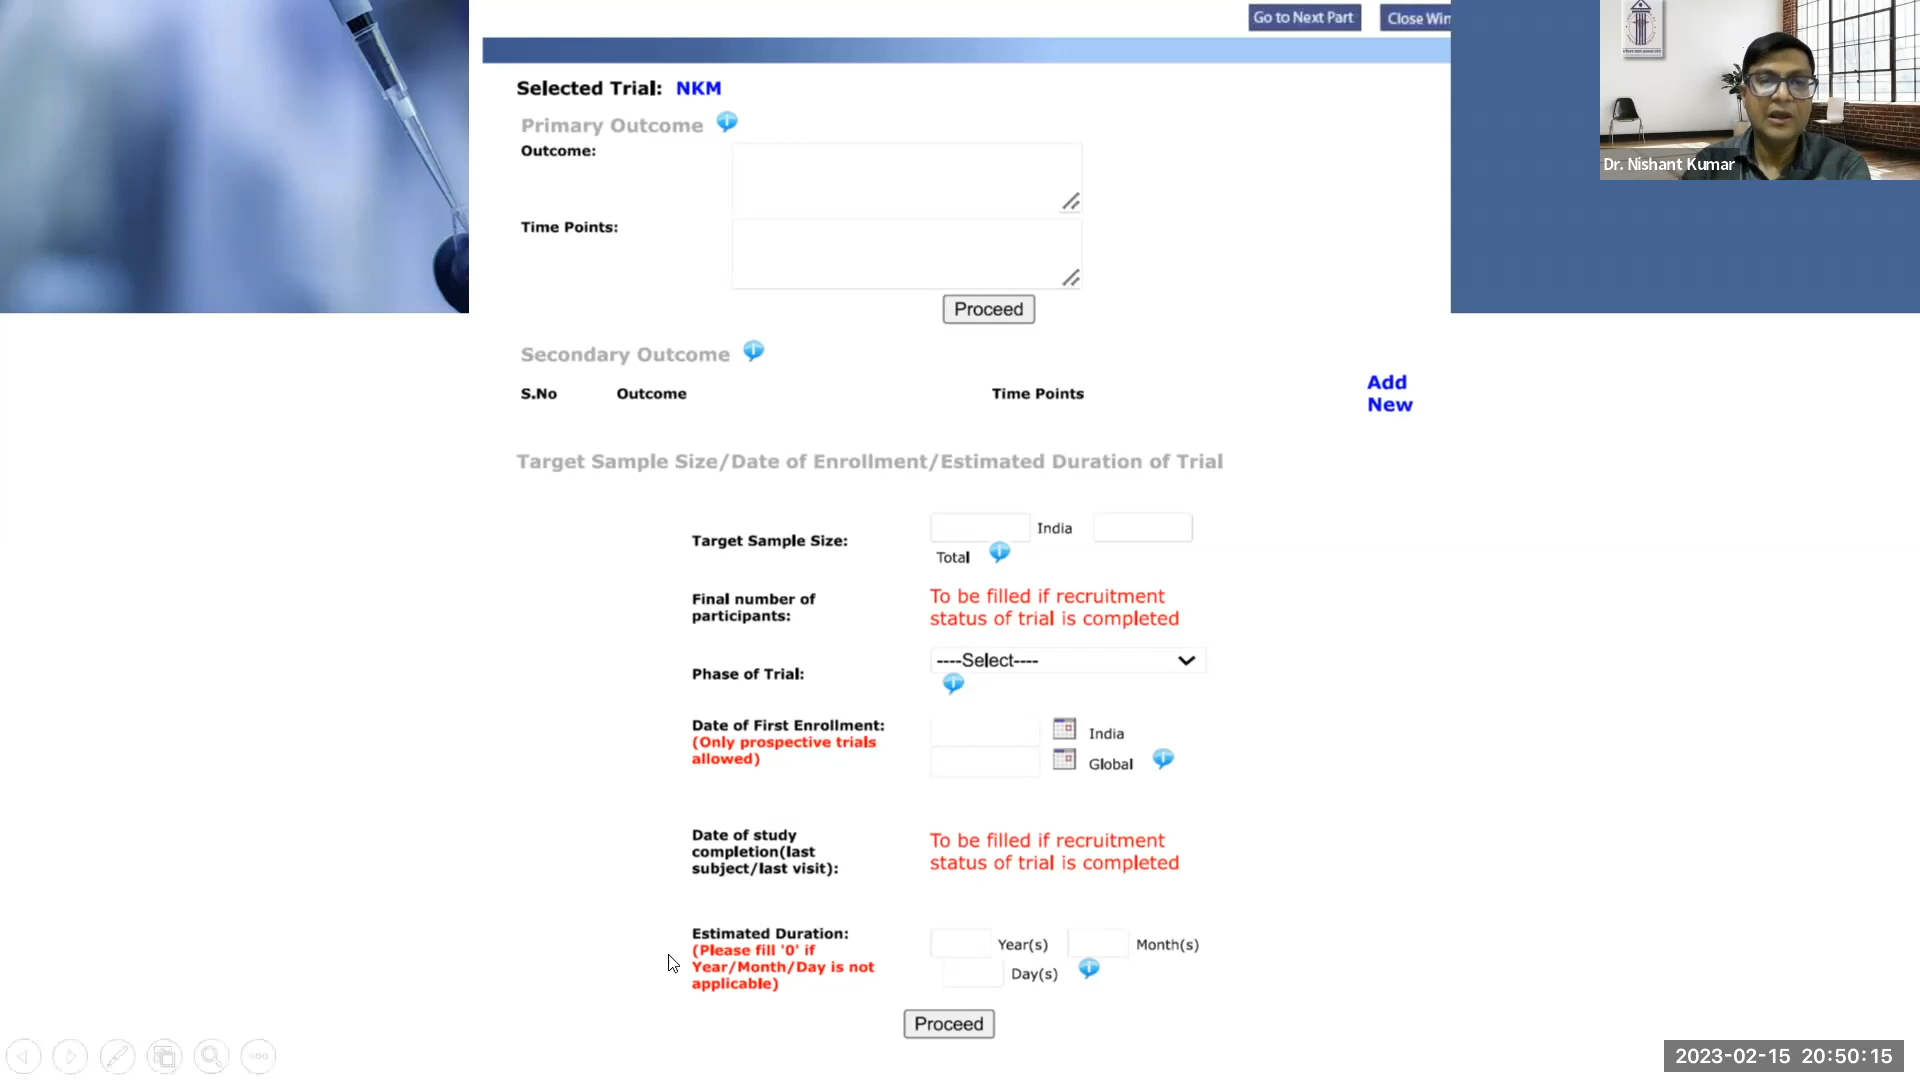 Go to Next Part
Close Win
Selected Trial: NKM
Primary Outcome
Outcome:
Time Points:
Proceed
Secondary Outcome
S.No Outcome Time Points Add New
Target Sample Size/Date of Enrollment/Estimated Duration of Trial
Target Sample Size: India
Total
Final number of participants:
To be filled if recruitment
status of trial is completed
Phase of Trial: ----Select----
Date of First Enrollment:
(Only prospective trials
allowed)
India
Global
Date of study
completion(last
subject/last visit):
To be filled if recruitment
status of trial is completed
Estimated Duration:
(Please fill '0' if
Year/Month/Day is not
applicable)
Year(s) Month(s)
Day(s)
Proceed
Dr. Nishant Kumar
2023-02-15 20:50:15